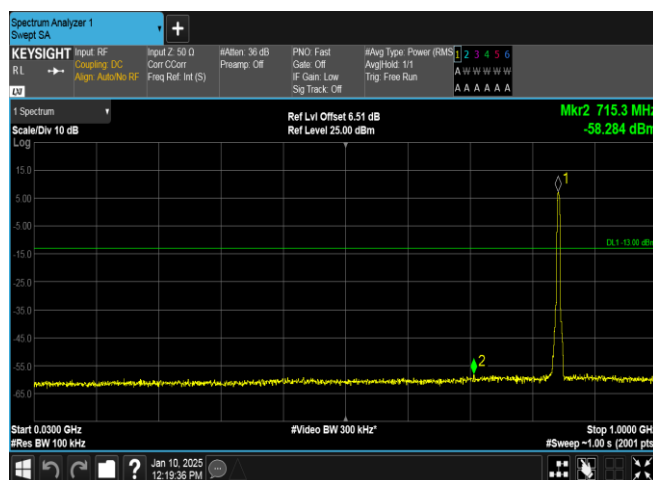 Spectrum Analyzer 1
Swept SA
+
KEYSIGHT
RL
LXI
Input: RF
Coupling: DC
Align: Auto/No RF
Input Z: 50 Ω
Corr CCorr
Freq Ref: Int (S)
#Atten: 36 dB
Preamp: Off
PNO: Fast
Gate: Off
IF Gain: Low
Sig Track: Off
#Avg Type: Power (RMS
Avg|Hold: 1/1
Trig: Free Run
1 2 3 4 5 6
A W W W W W
A A A A A A
1 Spectrum
Scale/Div 10 dB
Log
Ref Lvl Offset 6.51 dB
Ref Level 25.00 dBm
Mkr2 715.3 MHz
-58.284 dBm
15.0
5.00
-5.00
-15.0
-25.0
-35.0
-45.0
-55.0
-65.0
1
DL1 -13.00 dBm
2
Start 0.0300 GHz
#Res BW 100 kHz
#Video BW 300 kHz*
Stop 1.0000 GHz
#Sweep ~1.00 s (2001 pts
?
Jan 10, 2025
12:19:36 PM